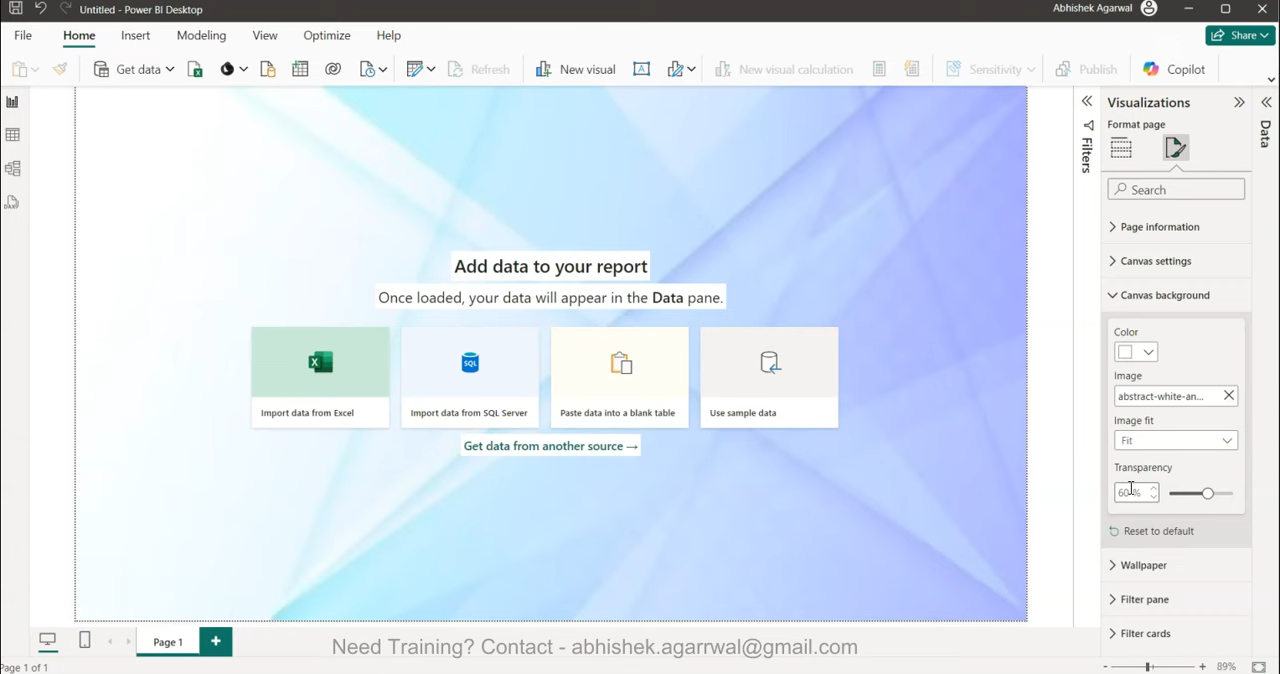 Untitled - Power BI Desktop
Abhishek Agarwal
File Home Insert Modeling View Optimize Help
Share
Get data
Refresh
New visual
New visual calculation
Sensitivity
Publish
Copilot
Add data to your report
Once loaded, your data will appear in the Data pane.
Import data from Excel
SQL
Import data from SQL Server
Paste data into a blank table
Use sample data
Get data from another source →
Filters
Visualizations
Format page
Search
Page information
Canvas settings
Canvas background
Color
Image
abstract-white-an...
Image fit
Fit
Transparency
Reset to default
Wallpaper
Filter pane
Filter cards
Data
Page 1
Need Training? Contact - abhishek.agarrwal@gmail.com
Page 1 of 1
89%